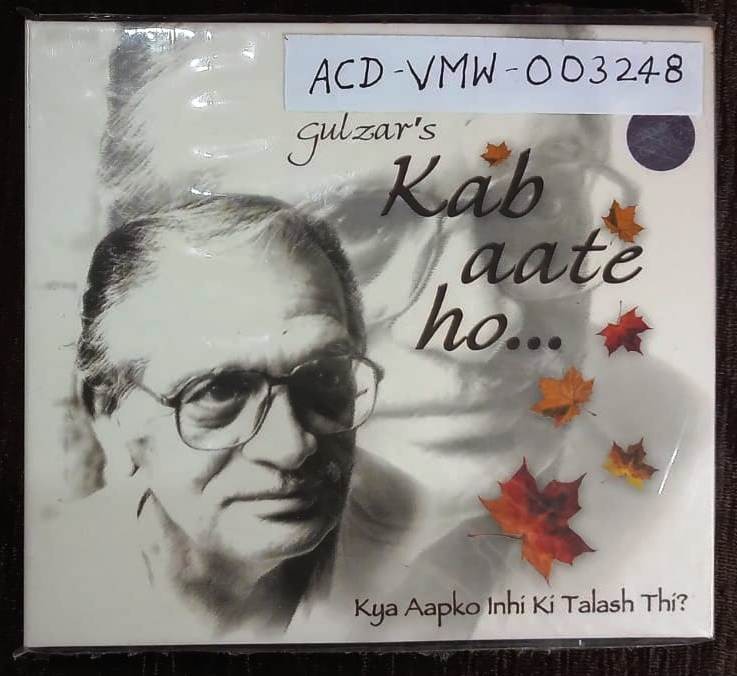 ACD-VMW-003248
gulzar's
Kab
aate
ho...
Kya Aapko Inhi Ki Talash Thi?